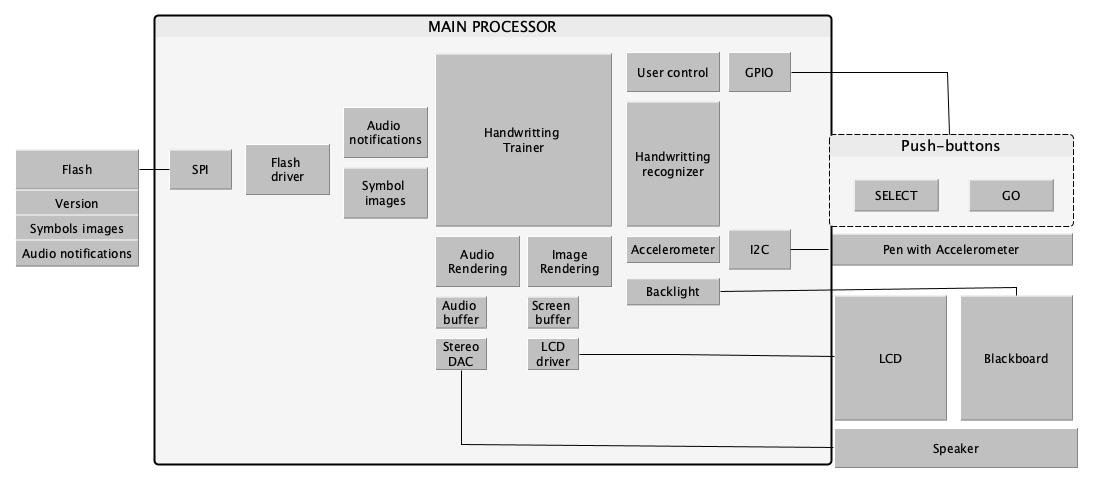 MAIN PROCESSOR
Flash
Version
Symbols images
Audio notifications
SPI
Flash
driver
Audio
notifications
Symbol
images
Handwritting
Trainer
User control
GPIO
Handwritting
recognizer
Push-buttons
SELECT
GO
Audio
Rendering
Image
Rendering
Accelerometer
I2C
Pen with Accelerometer
Backlight
Audio
buffer
Screen
buffer
Stereo
DAC
LCD
driver
LCD
Blackboard
Speaker